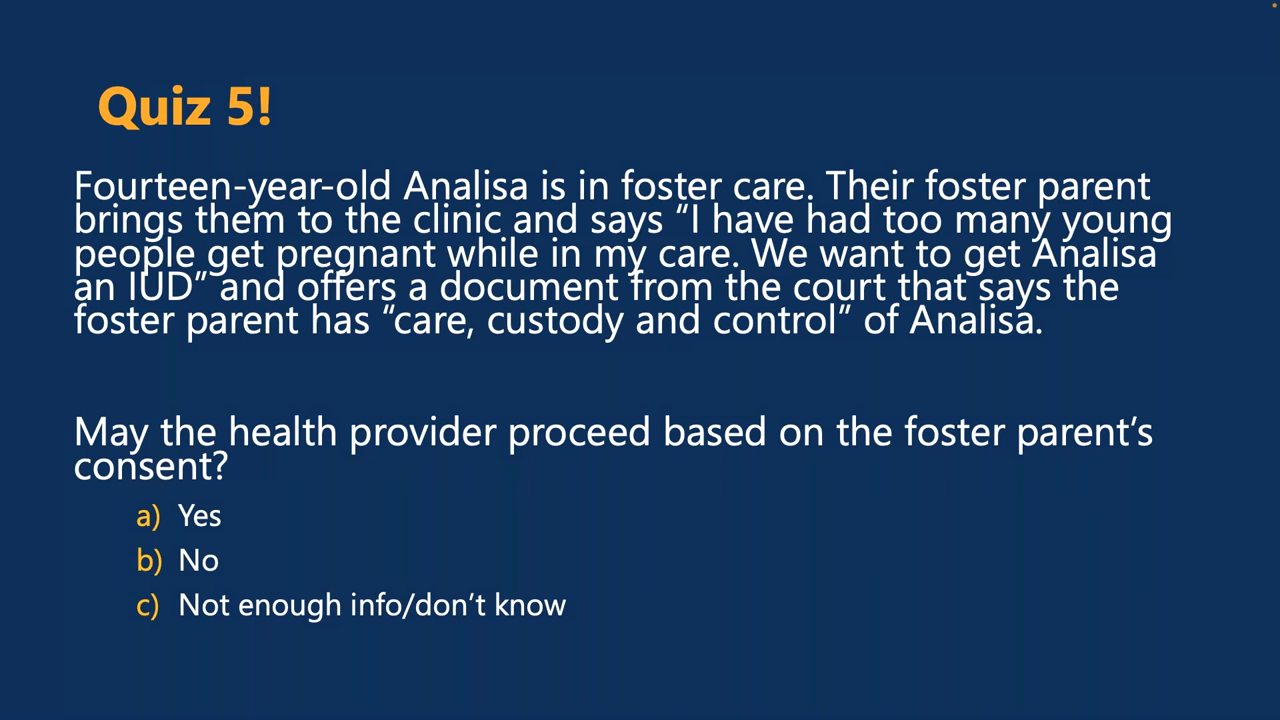 Quiz 5!
Fourteen-year-old Analisa is in foster care. Their foster parent
brings them to the clinic and says “I have had too many young
people get pregnant while in my care. We want to get Analisa
an IUD” and offers a document from the court that says the
foster parent has “care, custody and control” of Analisa.
May the health provider proceed based on the foster parent’s
consent?
a) Yes
b) No
c) Not enough info/don’t know